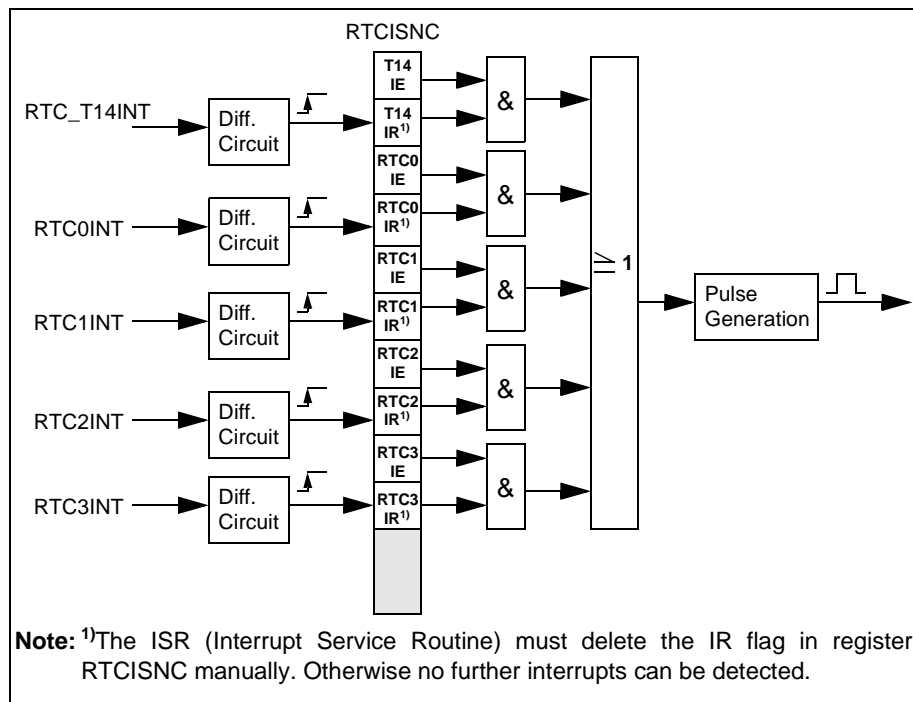 RTCISNC
T14
IE
RTC_T14INT
Diff.
Circuit
T14
IR1)
&
RTC0
IE
RTC0INT
Diff.
Circuit
RTC0
IR1)
&
RTC1
IE
≥ 1
RTC1INT
Diff.
Circuit
RTC1
IR1)
&
Pulse
Generation
RTC2
IE
RTC2INT
Diff.
Circuit
RTC2
IR1)
&
RTC3
IE
RTC3INT
Diff.
Circuit
RTC3
IR1)
&
Note: 1)The ISR (Interrupt Service Routine) must delete the IR flag in register
RTCISNC manually. Otherwise no further interrupts can be detected.